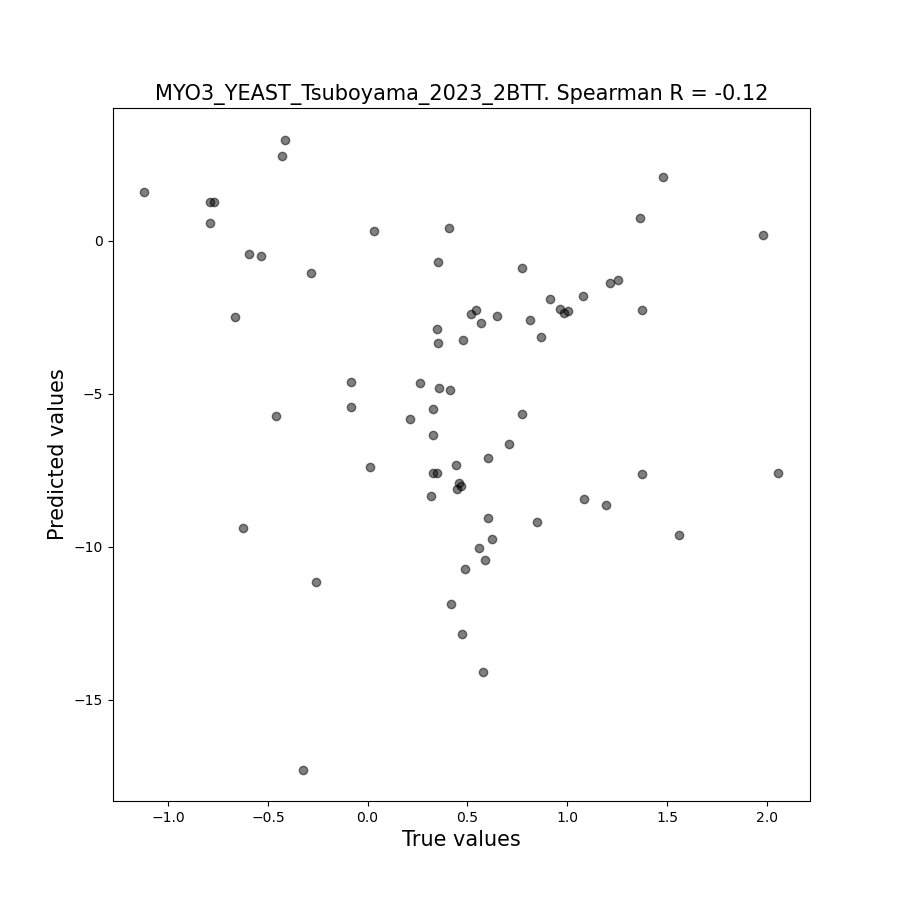 MYO3_YEAST_Tsuboyama_2023_2BTT. Spearman R = -0.12
Predicted values
0
−5
−10
−15
−1.0 −0.5 0.0 0.5 1.0 1.5 2.0
True values